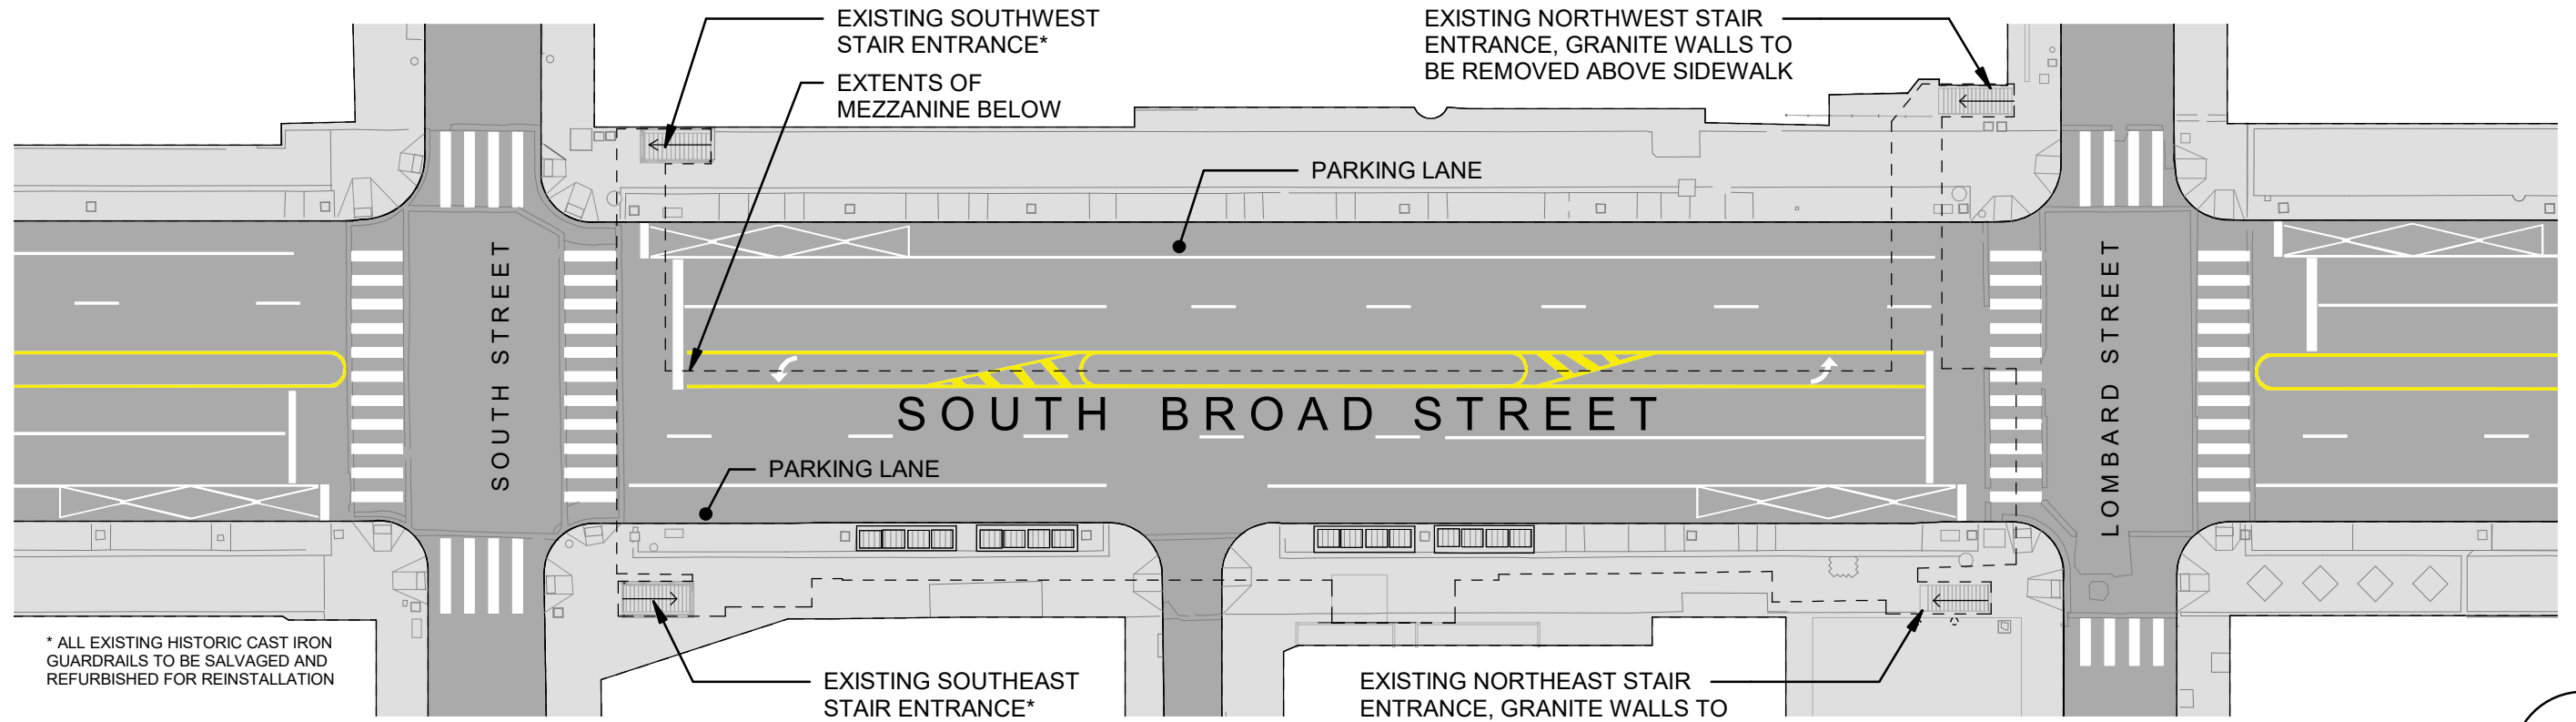 EXISTING SOUTHWEST
STAIR ENTRANCE*
EXTENTS OF
MEZZANINE BELOW
EXISTING NORTHWEST STAIR
ENTRANCE, GRANITE WALLS TO
BE REMOVED ABOVE SIDEWALK
PARKING LANE
SOUTH STREET
LOMBARD STREET
SOUTH BROAD STREET
PARKING LANE
* ALL EXISTING HISTORIC CAST IRON
GUARDRAILS TO BE SALVAGED AND
REFURBISHED FOR REINSTALLATION
EXISTING SOUTHEAST
STAIR ENTRANCE*
EXISTING NORTHEAST STAIR
ENTRANCE, GRANITE WALLS TO